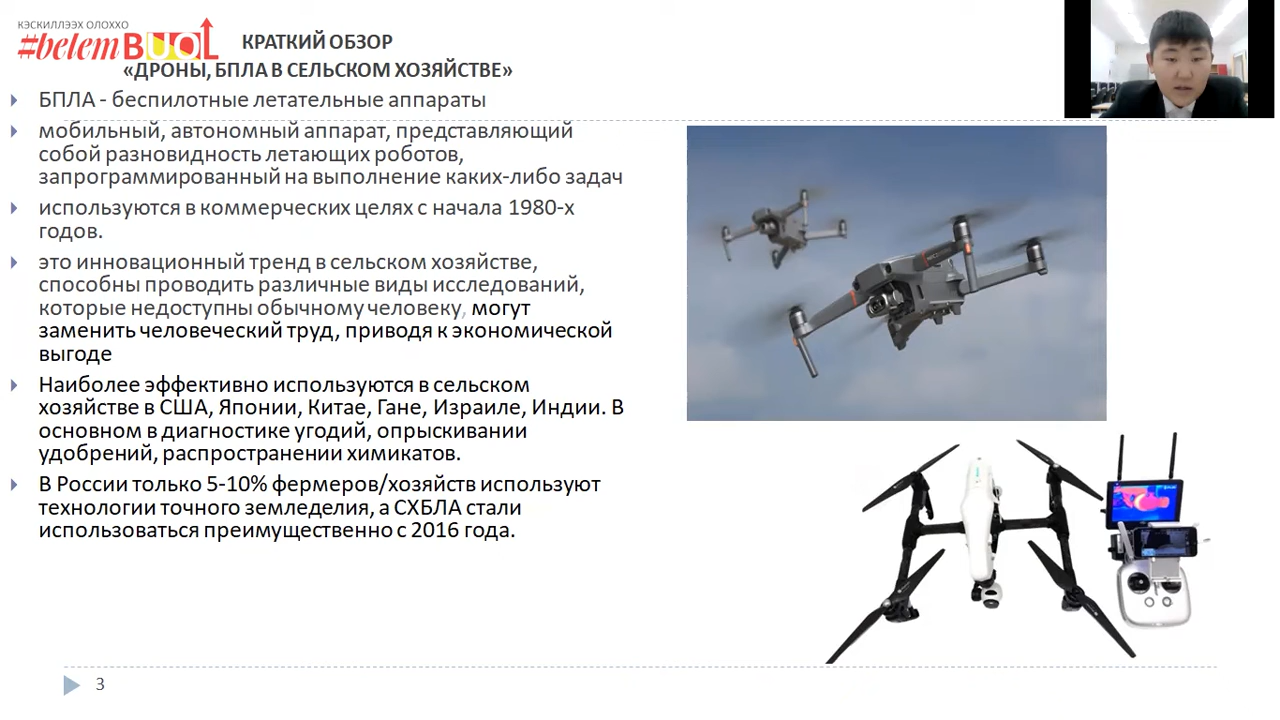 КЭСКИЛЛЭЭХ ОЛОХХО
#belem BUOL
КРАТКИЙ ОБЗОР
«ДРОНЫ, БПЛА В СЕЛЬСКОМ ХОЗЯЙСТВЕ»
БПЛА - беспилотные летательные аппараты
мобильный, автономный аппарат, представляющий
собой разновидность летающих роботов,
запрограммированный на выполнение каких-либо задач
используются в коммерческих целях с начала 1980-х
годов.
это инновационный тренд в сельском хозяйстве,
способны проводить различные виды исследований,
которые недоступны обычному человеку, могут
заменить человеческий труд, приводя к экономической
выгоде
Наиболее эффективно используются в сельском
хозяйстве в США, Японии, Китае, Гане, Израиле, Индии. В
основном в диагностике угодий, опрыскивании
удобрений, распространении химикатов.
В России только 5-10% фермеров/хозяйств используют
технологии точного земледелия, а СХБЛА стали
использоваться преимущественно с 2016 года.
3